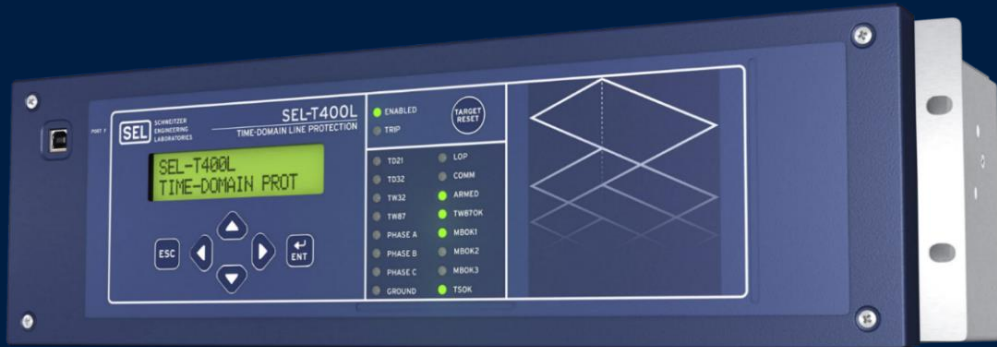 PORT F
SEL
SCHWEITZER
ENGINEERING
LABORATORIES
SEL-T400L
TIME-DOMAIN LINE PROTECTION
SEL-T400L
TIME-DOMAIN PROT
ESC
ENT
ENABLED
TRIP
TARGET
RESET
TD21
TD32
TW32
TW87
PHASE A
PHASE B
PHASE C
GROUND
LOP
COMM
ARMED
TW87OK
MBOK1
MBOK2
MBOK3
TSOK